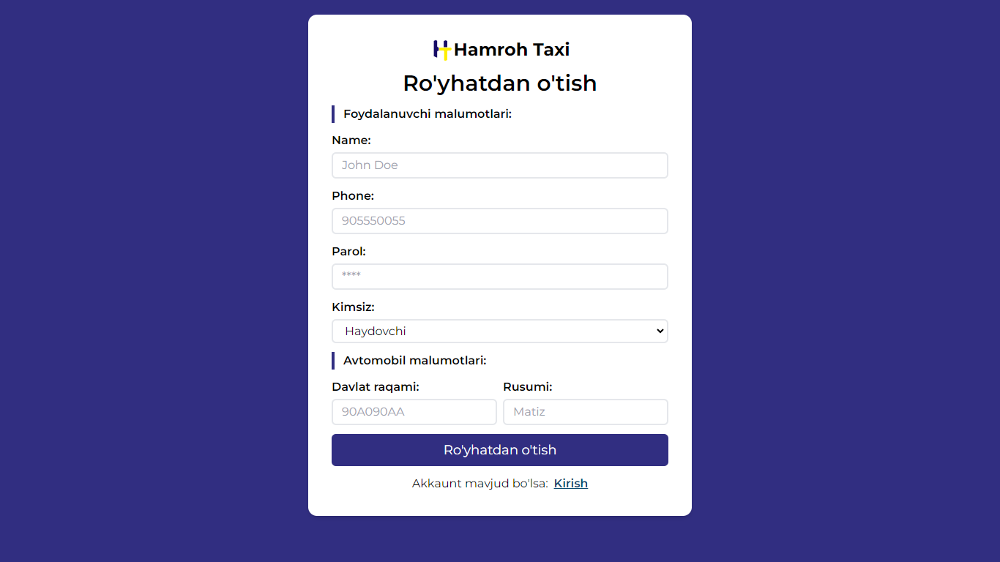 Hamroh Taxi
Ro'yhatdan o'tish
Foydalanuvchi malumotlari:
Name:
John Doe
Phone:
905550055
Parol:
****
Kimsiz:
Haydovchi
Avtomobil malumotlari:
Davlat raqami: Rusumi:
90A090AA Matiz
Ro'yhatdan o'tish
Akkaunt mavjud bo'lsa: Kirish